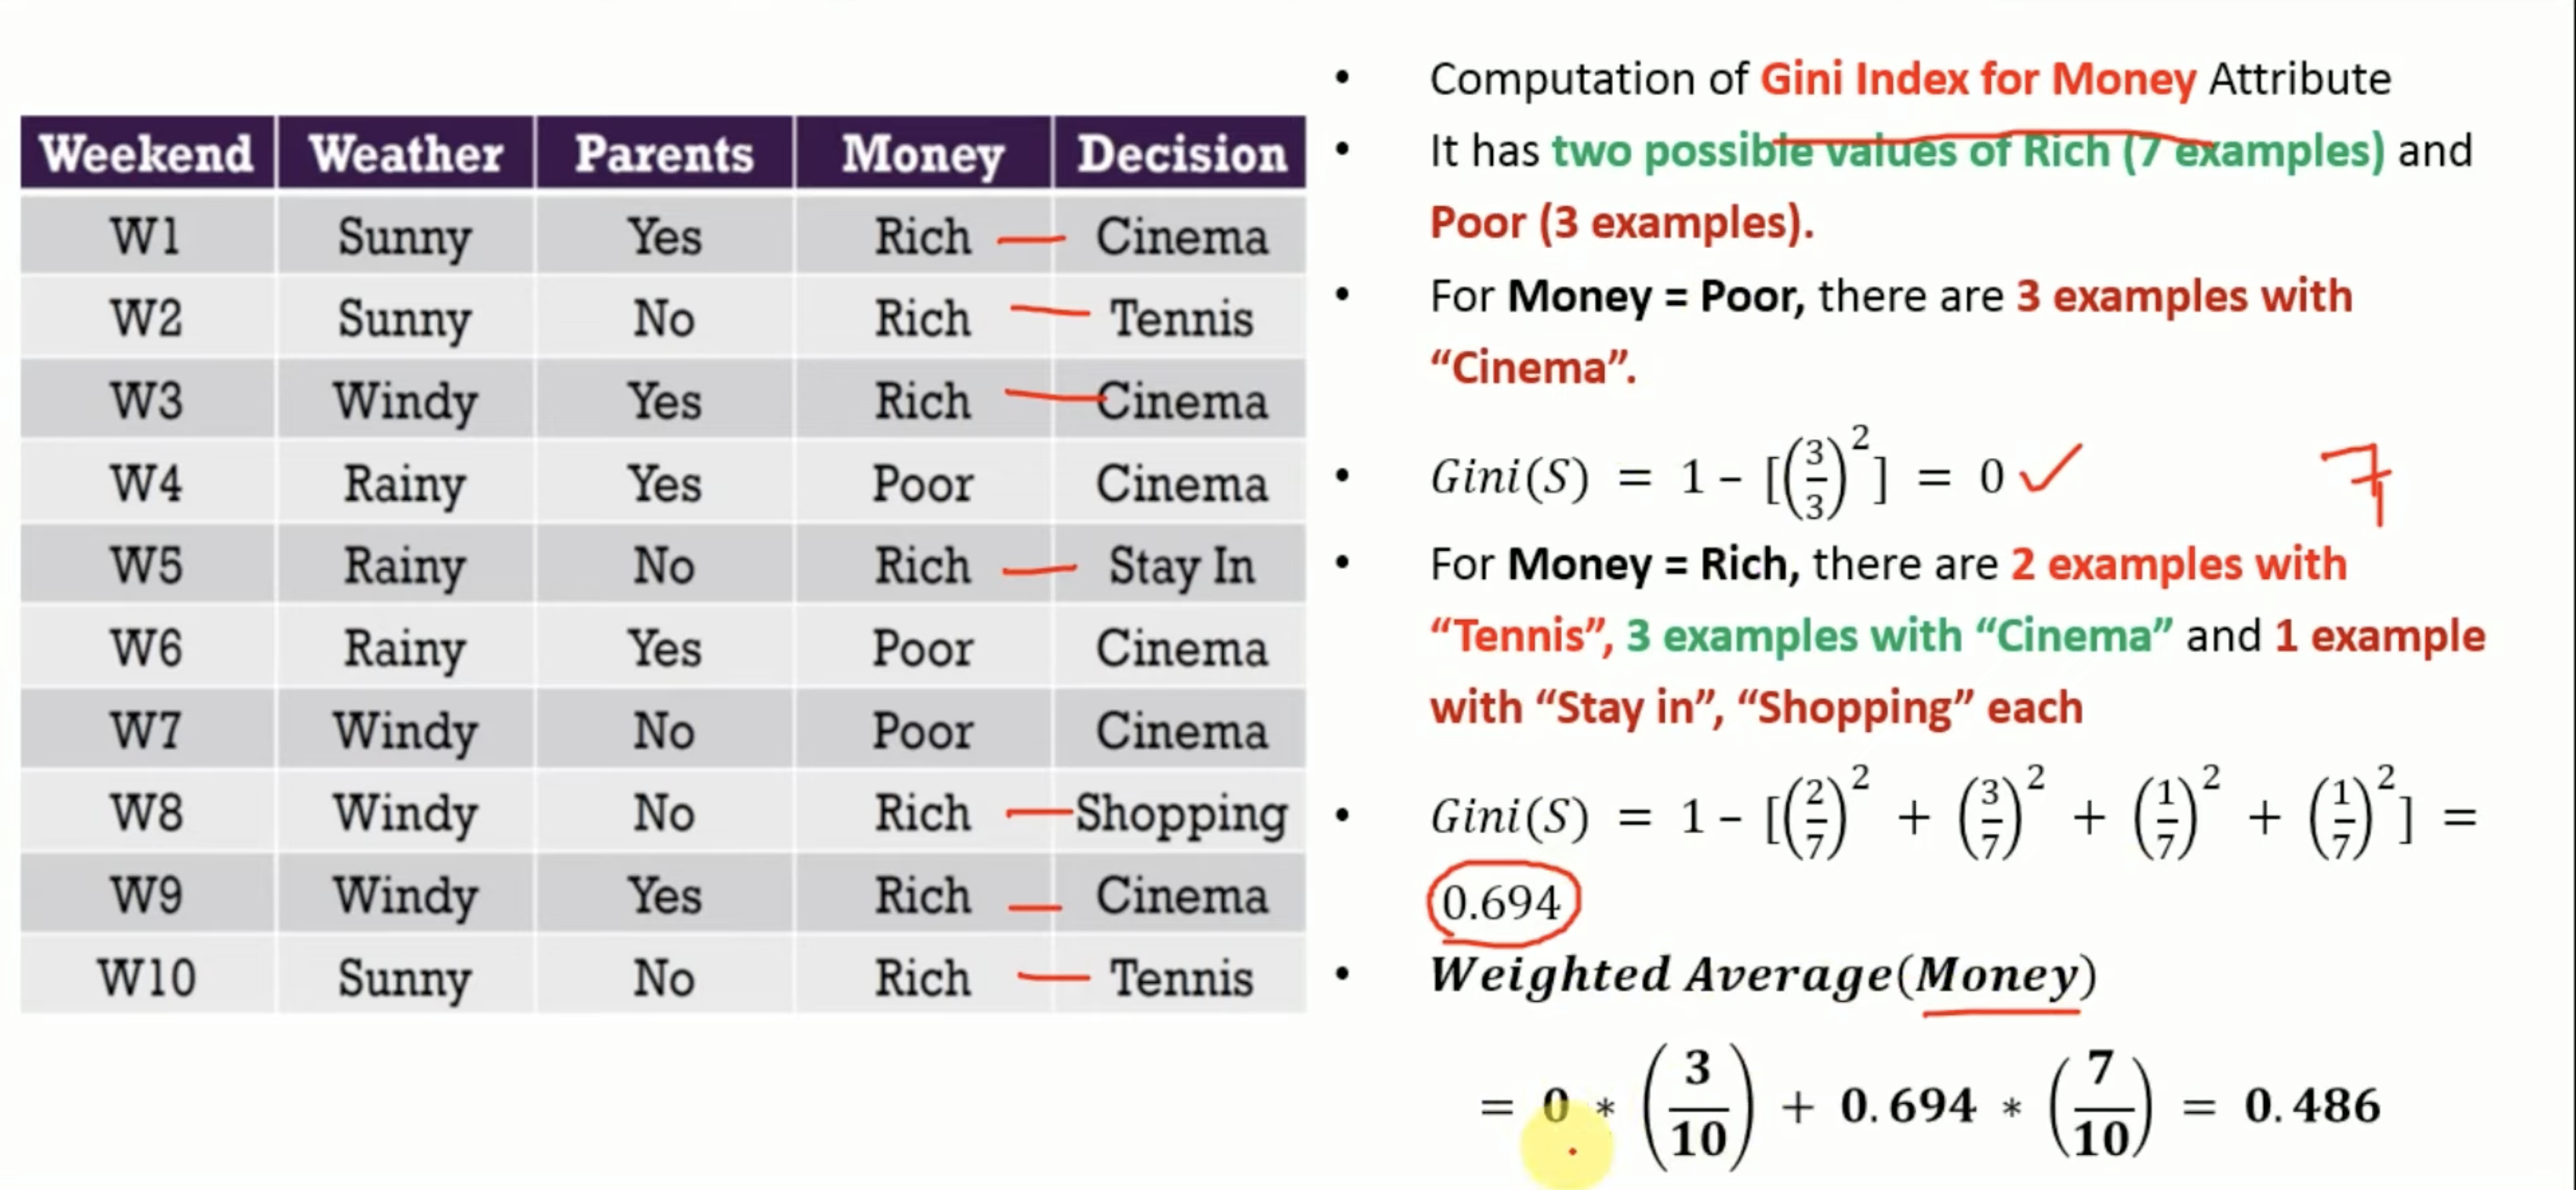 Weekend Weather Parents Money Decision
W1 Sunny Yes Rich Cinema
W2 Sunny No Rich Tennis
W3 Windy Yes Rich Cinema
W4 Rainy Yes Poor Cinema
W5 Rainy No Rich Stay In
W6 Rainy Yes Poor Cinema
W7 Windy No Poor Cinema
W8 Windy No Rich Shopping
W9 Windy Yes Rich Cinema
W10 Sunny No Rich Tennis
• Computation of Gini Index for Money Attribute
• It has two possible values of Rich (7 examples) and
Poor (3 examples).
• For Money = Poor, there are 3 examples with
“Cinema”.
• Gini(S) = 1 − [(3/3)²] = 0 ✓
7
• For Money = Rich, there are 2 examples with
“Tennis”, 3 examples with “Cinema” and 1 example
with “Stay in”, “Shopping” each
• Gini(S) = 1 − [(2/7)² + (3/7)² + (1/7)² + (1/7)²] =
0.694
• Weighted Average(Money)
= 0 * (3/10) + 0.694 * (7/10) = 0.486